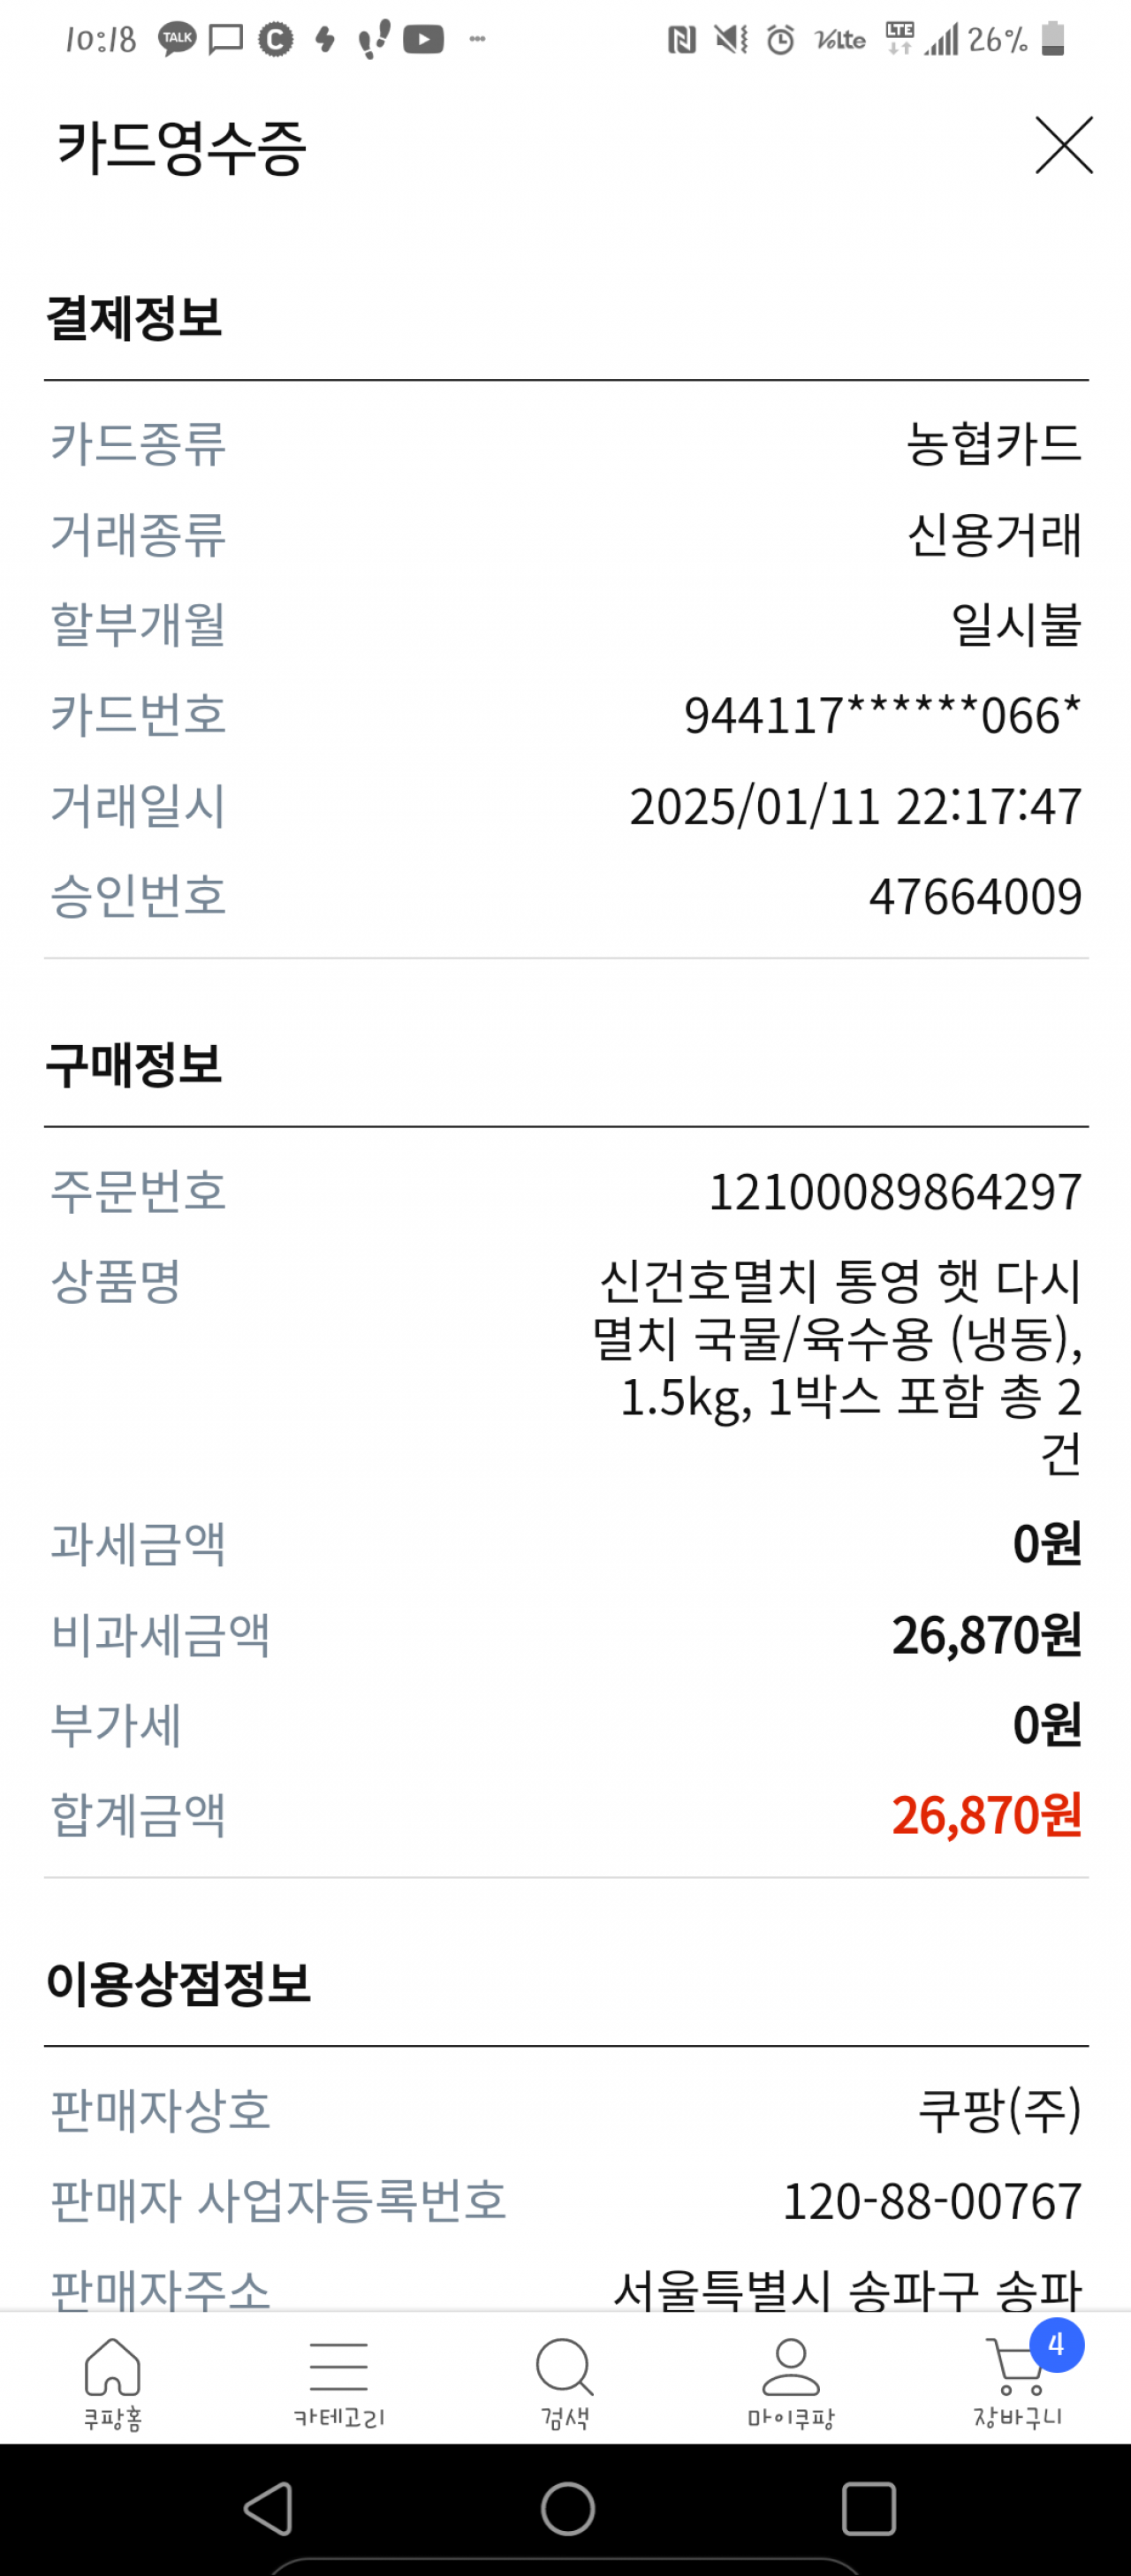 10:18 TALK C Volte LTE 26%
카드영수증
결제정보
카드종류 농협카드
거래종류 신용거래
할부개월 일시불
카드번호 944117******066*
거래일시 2025/01/11 22:17:47
승인번호 47664009
구매정보
주문번호 12100089864297
상품명 신건호멸치 통영 햇 다시
멸치 국물/육수용 (냉동),
1.5kg, 1박스 포함 총 2
건
과세금액 0원
비과세금액 26,870원
부가세 0원
합계금액 26,870원
이용상점정보
판매자상호 쿠팡(주)
판매자 사업자등록번호 120-88-00767
판매자주소 서울특별시 송파구 송파
4
쿠팡홈 카테고리 검색 마이쿠팡 장바구니